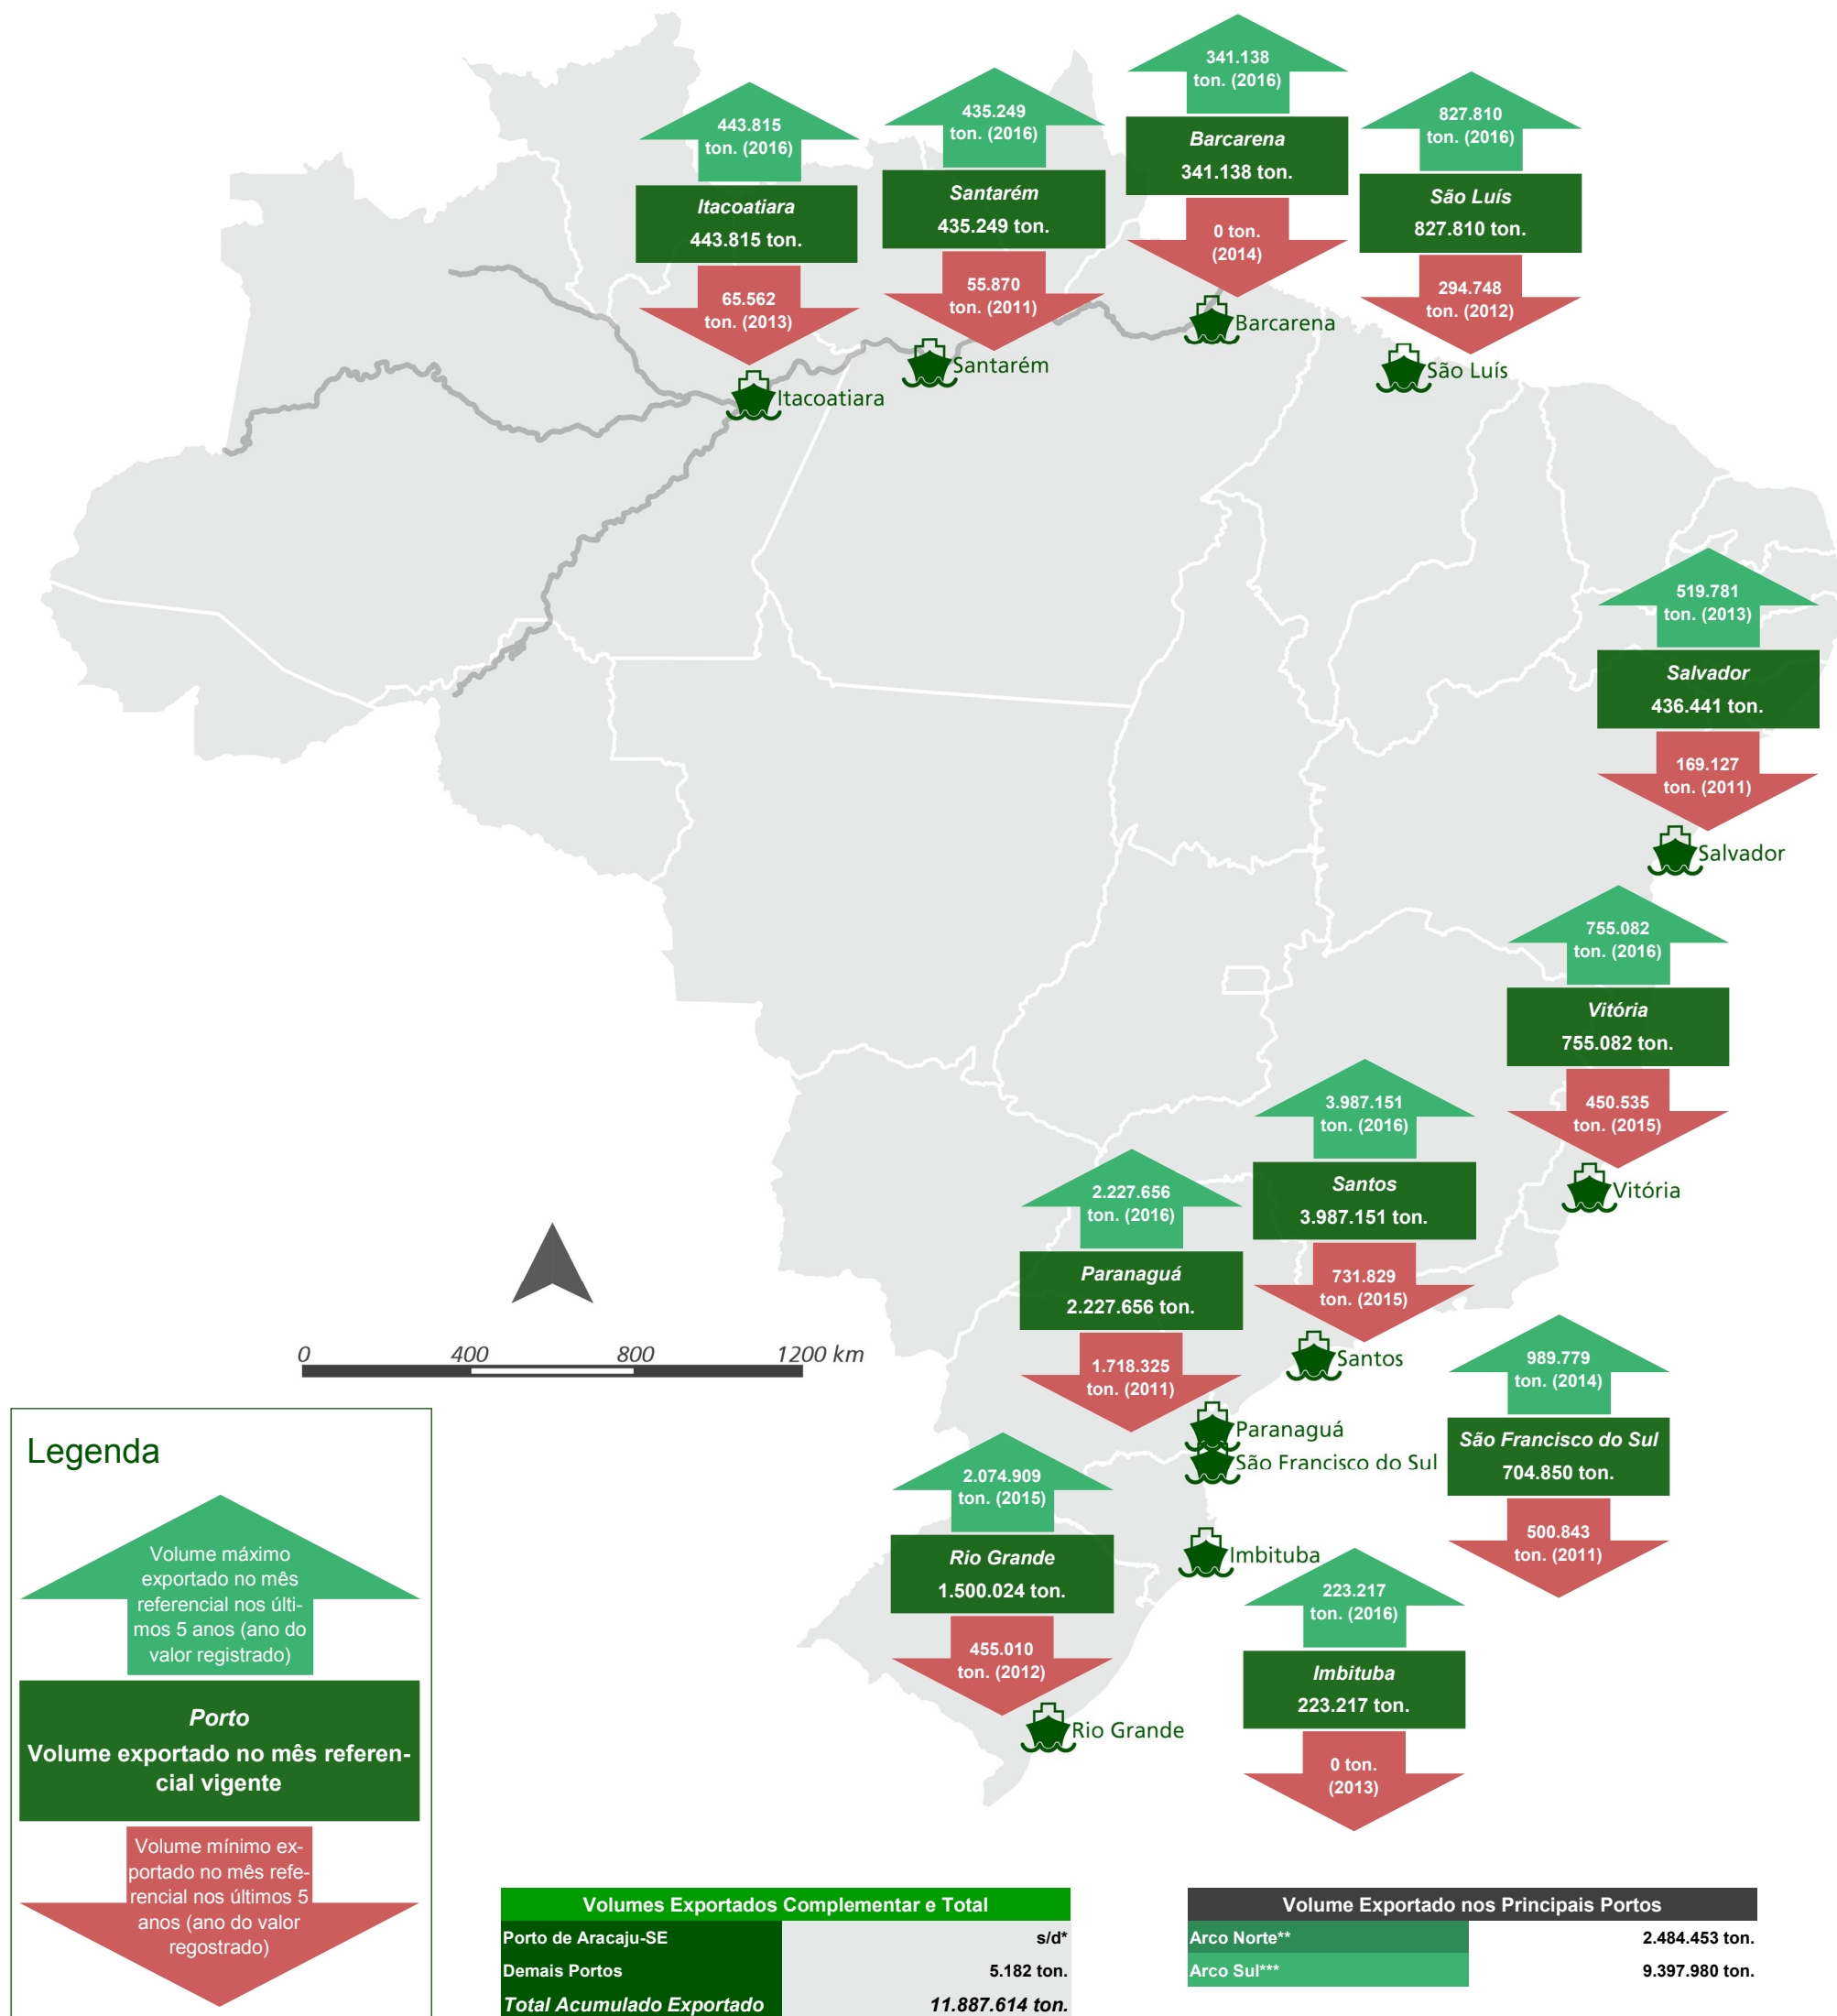 341.138
ton. (2016)
Barcarena
341.138 ton.
0 ton.
(2014)
443.815
ton. (2016)
Itacoatiara
443.815 ton.
65.562
ton. (2013)
435.249
ton. (2016)
Santarém
435.249 ton.
55.870
ton. (2011)
827.810
ton. (2016)
São Luís
827.810 ton.
294.748
ton. (2012)
Barcarena
Santarém
São Luís
Itacoatiara
519.781
ton. (2013)
Salvador
436.441 ton.
169.127
ton. (2011)
Salvador
755.082
ton. (2016)
Vitória
755.082 ton.
450.535
ton. (2015)
Vitória
3.987.151
ton. (2016)
Santos
3.987.151 ton.
731.829
ton. (2015)
Santos
2.227.656
ton. (2016)
Paranaguá
2.227.656 ton.
1.718.325
ton. (2011)
Paranaguá
São Francisco do Sul
989.779
ton. (2014)
São Francisco do Sul
704.850 ton.
500.843
ton. (2011)
0 400 800 1200 km
2.074.909
ton. (2015)
Rio Grande
1.500.024 ton.
455.010
ton. (2012)
Rio Grande
Imbituba
223.217
ton. (2016)
Imbituba
223.217 ton.
0 ton.
(2013)
Legenda
Volume máximo
exportado no mês
referencial nos últi-
mos 5 anos (ano do
valor registrado)
Porto
Volume exportado no mês referen-
cial vigente
Volume mínimo ex-
portado no mês refe-
rencial nos últimos 5
anos (ano do valor
regostrado)
Volumes Exportados Complementar e Total
Porto de Aracaju-SE s/d*
Demais Portos 5.182 ton.
Total Acumulado Exportado 11.887.614 ton.
Volume Exportado nos Principais Portos
Arco Norte** 2.484.453 ton.
Arco Sul*** 9.397.980 ton.